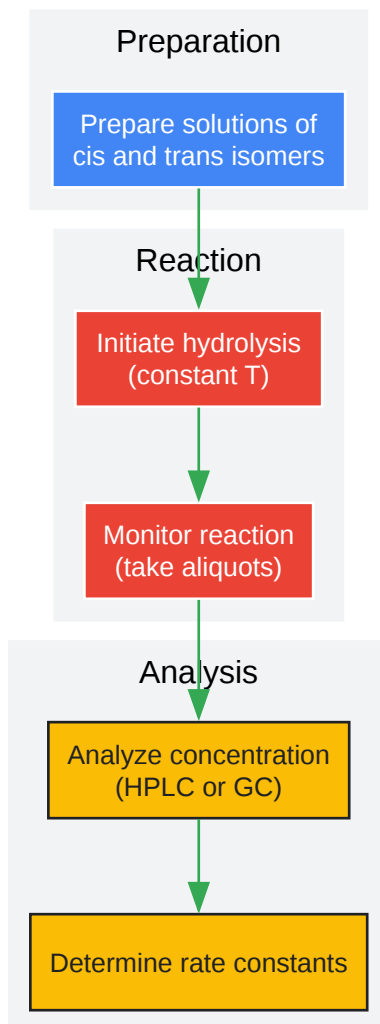 Preparation
Prepare solutions of
cis and trans isomers
Reaction
Initiate hydrolysis
(constant T)
Monitor reaction
(take aliquots)
Analysis
Analyze concentration
(HPLC or GC)
Determine rate constants